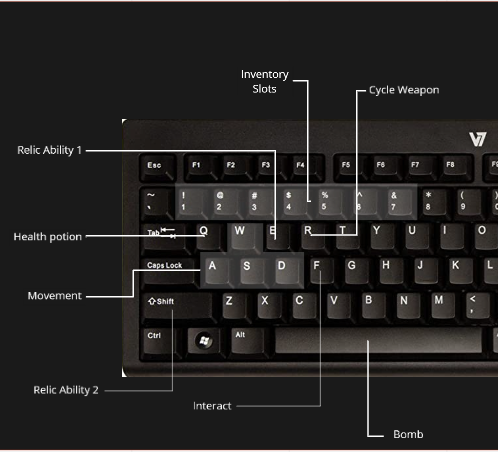 Inventory
Slots
Cycle Weapon
V7
Relic Ability 1
Esc F1 F2 F3 F4 F5 F6 F7 F8 F9
~ ! @ # $ % ^ & * (
` 1 2 3 4 5 6 7 8 9
Health potion
Tab Q W E R T Y U I O
Caps Lock A S D F G H J K L
Movement
Shift Z X C V B N M <
,
Ctrl Alt
Relic Ability 2
Interact
Bomb